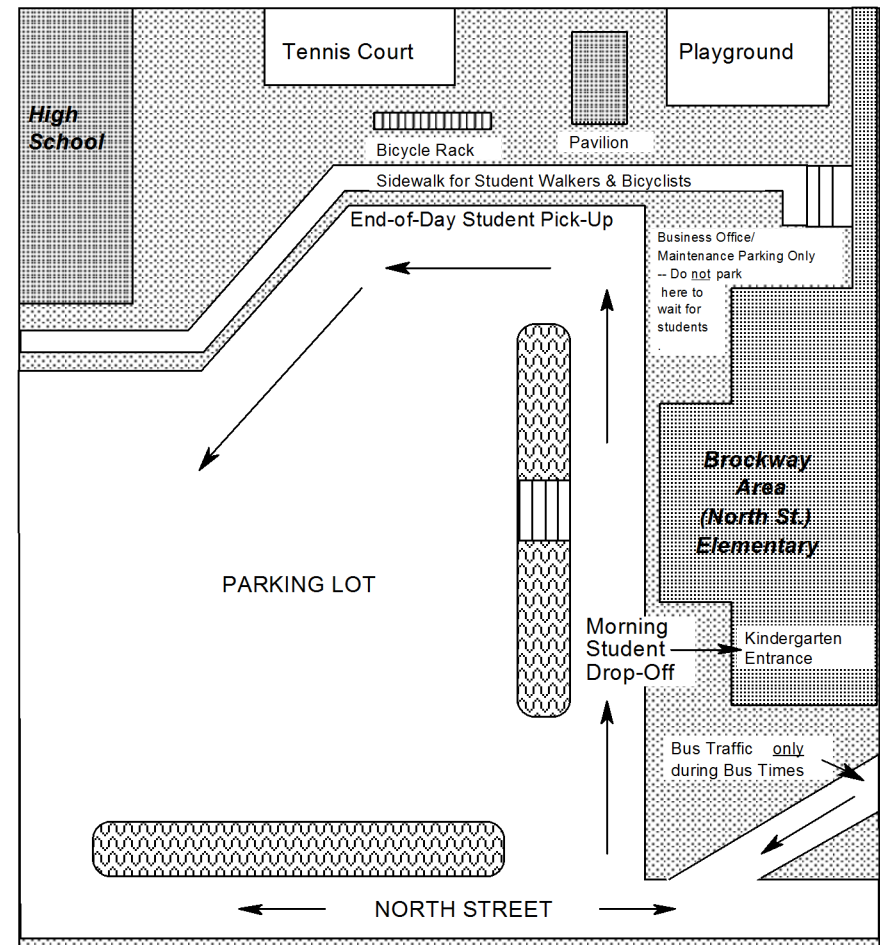 Tennis Court
Playground
High
School
Bicycle Rack
Pavilion
Sidewalk for Student Walkers & Bicyclists
End-of-Day Student Pick-Up
Business Office/
Maintenance Parking Only
-- Do not park
here to
wait for
students
.
Brockway
Area
(North St.)
Elementary
PARKING LOT
Morning
Student
Drop-Off
Kindergarten
Entrance
Bus Traffic only
during Bus Times
NORTH STREET